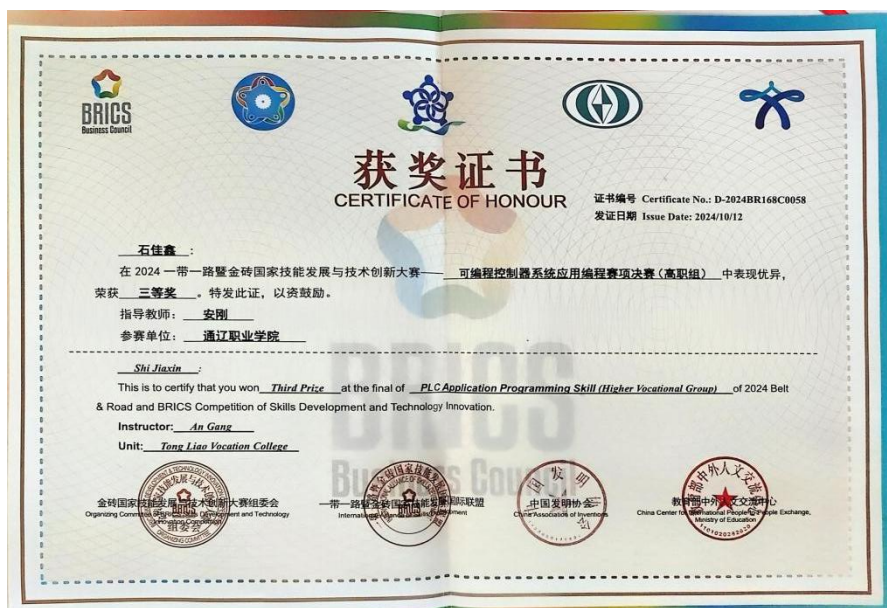 BRICS
Business Council
获奖证书
CERTIFICATE OF HONOUR
证书编号 Certificate No.: D-2024BR168C0058
发证日期 Issue Date: 2024/10/12
石佳鑫:
在 2024 一带一路暨金砖国家技能发展与技术创新大赛——可编程控制器系统应用编程赛项决赛(高职组)中表现优异,
荣获 三等奖 。特发此证,以资鼓励。
指导教师: 安刚
参赛单位: 通辽职业学院
Shi Jiaxin :
This is to certify that you won Third Prize at the final of PLC Application Programming Skill (Higher Vocational Group) of 2024 Belt
& Road and BRICS Competition of Skills Development and Technology Innovation.
Instructor: An Gang
Unit: Tong Liao Vocation College
BRICS
Business Council
金砖国家技能发展与技术创新大赛组委会
一带一路暨金砖国家技能发展国际联盟
中国发明协会
教育部中外人文交流中心
China Association of Inventions
China Center for International People-to-People Exchange,
Ministry of Education
组委会
1101020292020